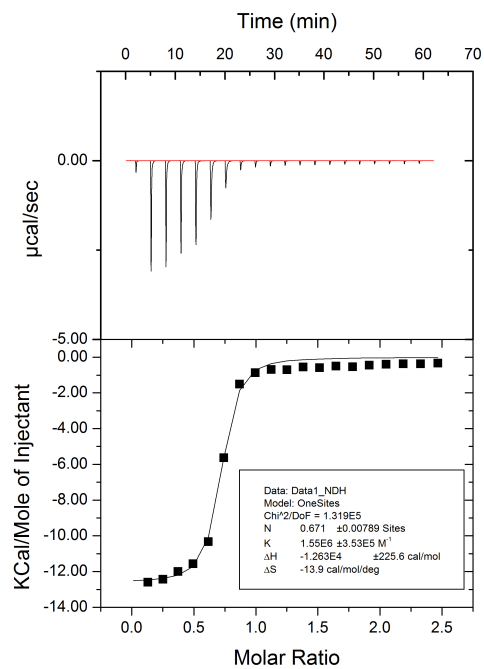 Time (min)
0 10 20 30 40 50 60 70
0.00
µcal/sec
-5.00
0.00
-2.00
-4.00
-6.00
-8.00
-10.00
-12.00
-14.00
KCal/Mole of Injectant
Data: Data1_NDH
Model: OneSites
Chi^2/DoF = 1.319E5
N 0.671 ±0.00789 Sites
K 1.55E6 ±3.53E5 M⁻¹
ΔH -1.263E4 ±225.6 cal/mol
ΔS -13.9 cal/mol/deg
0.0 0.5 1.0 1.5 2.0 2.5
Molar Ratio